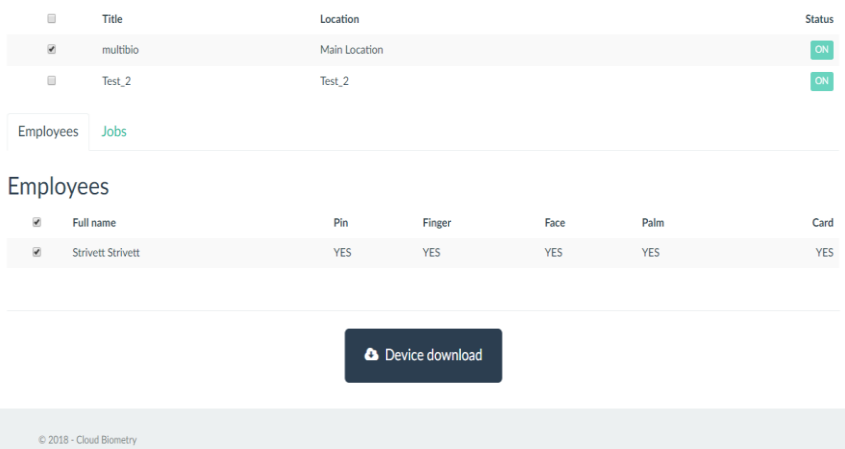 Title Location Status
multibio Main Location ON
Test_2 Test_2 ON
Employees Jobs
Employees
Full name Pin Finger Face Palm Card
Strivett Strivett YES YES YES YES YES
Device download
© 2018 - Cloud Biometry